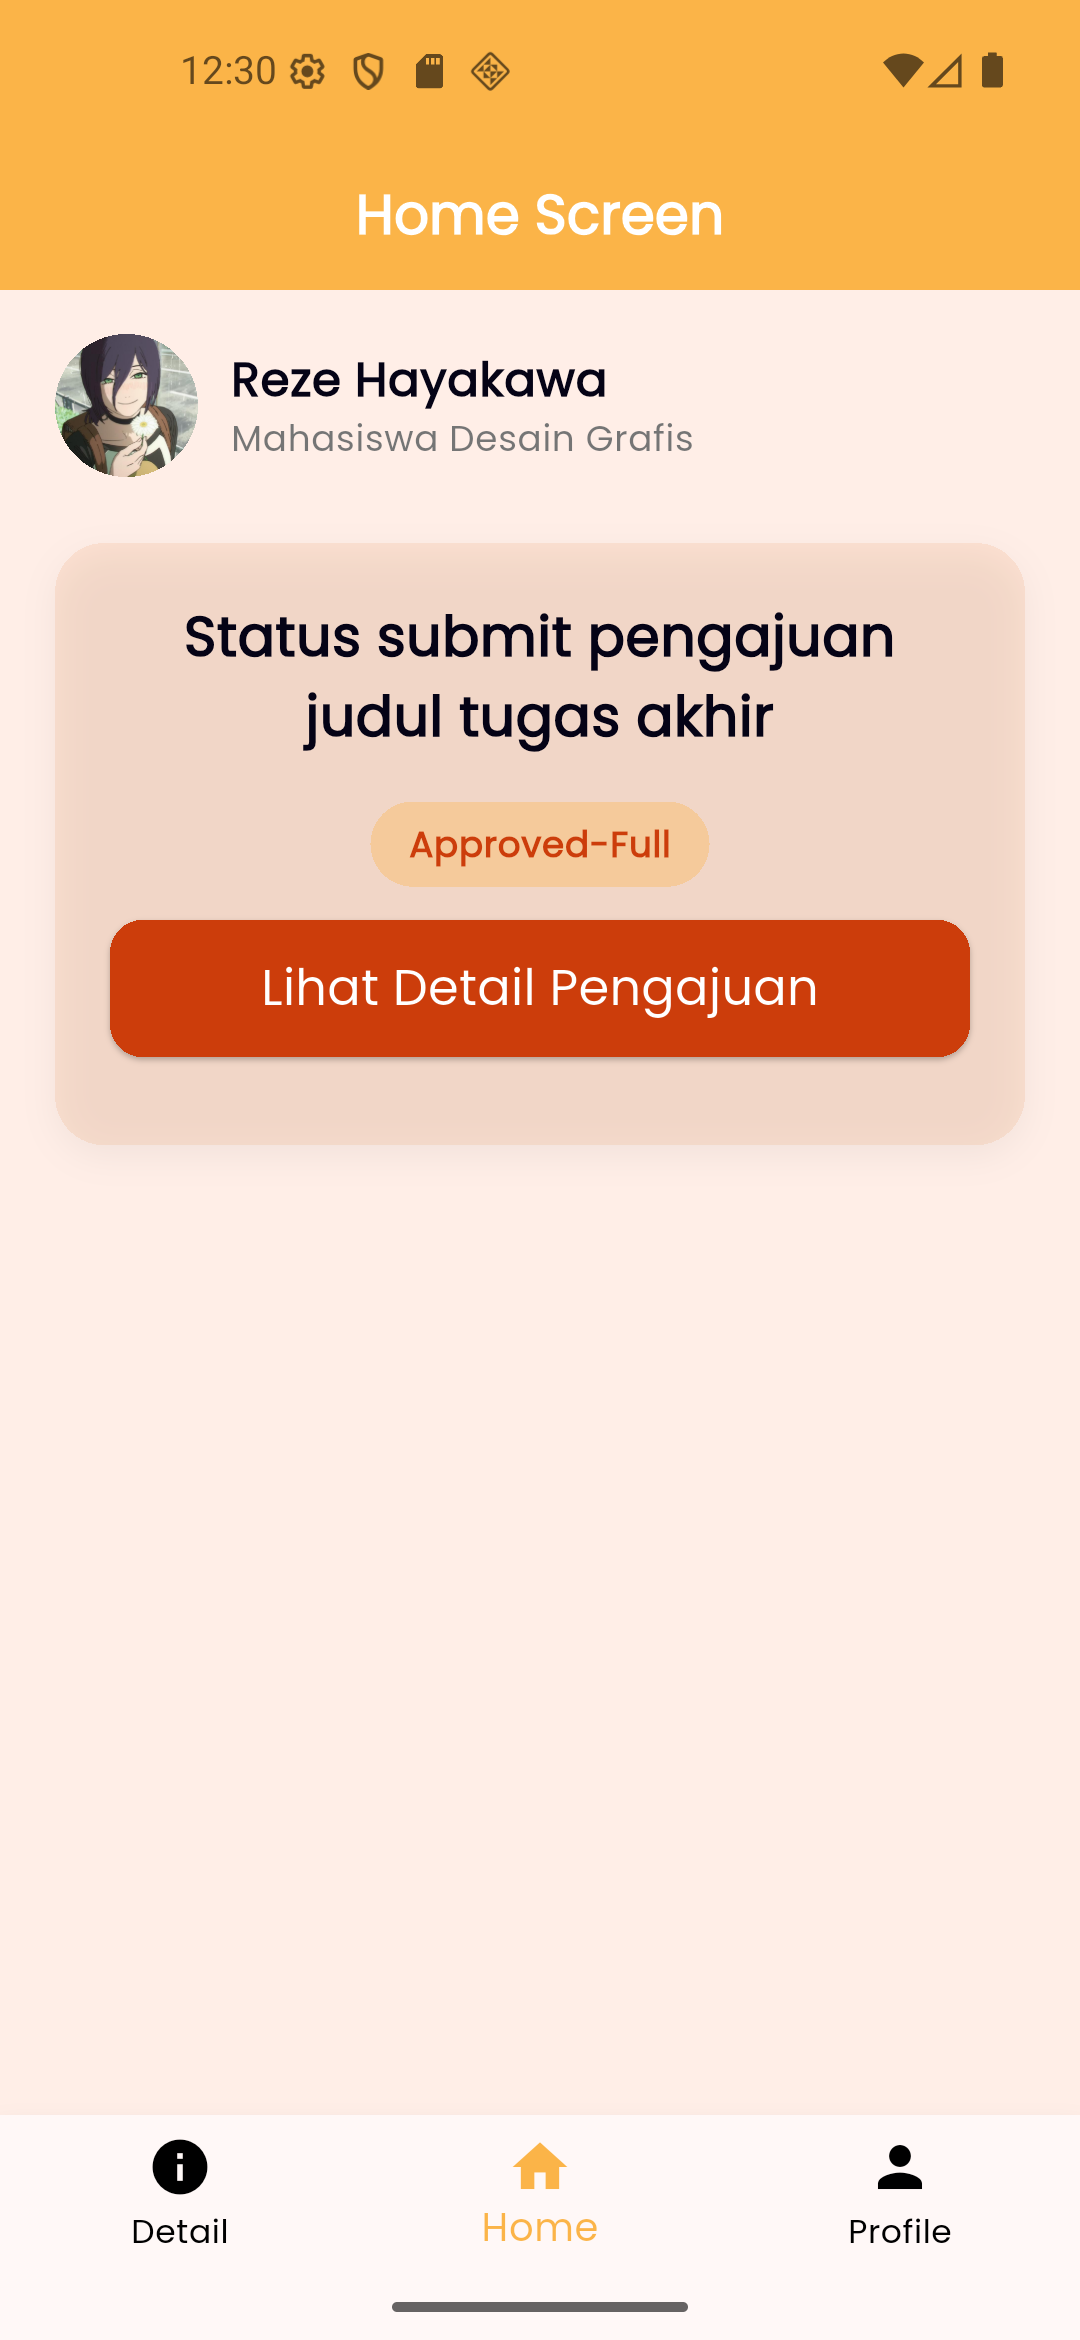 12:30
Home Screen
Reze Hayakawa
Mahasiswa Desain Grafis
Status submit pengajuan
judul tugas akhir
Approved-Full
Lihat Detail Pengajuan
Detail
Home
Profile